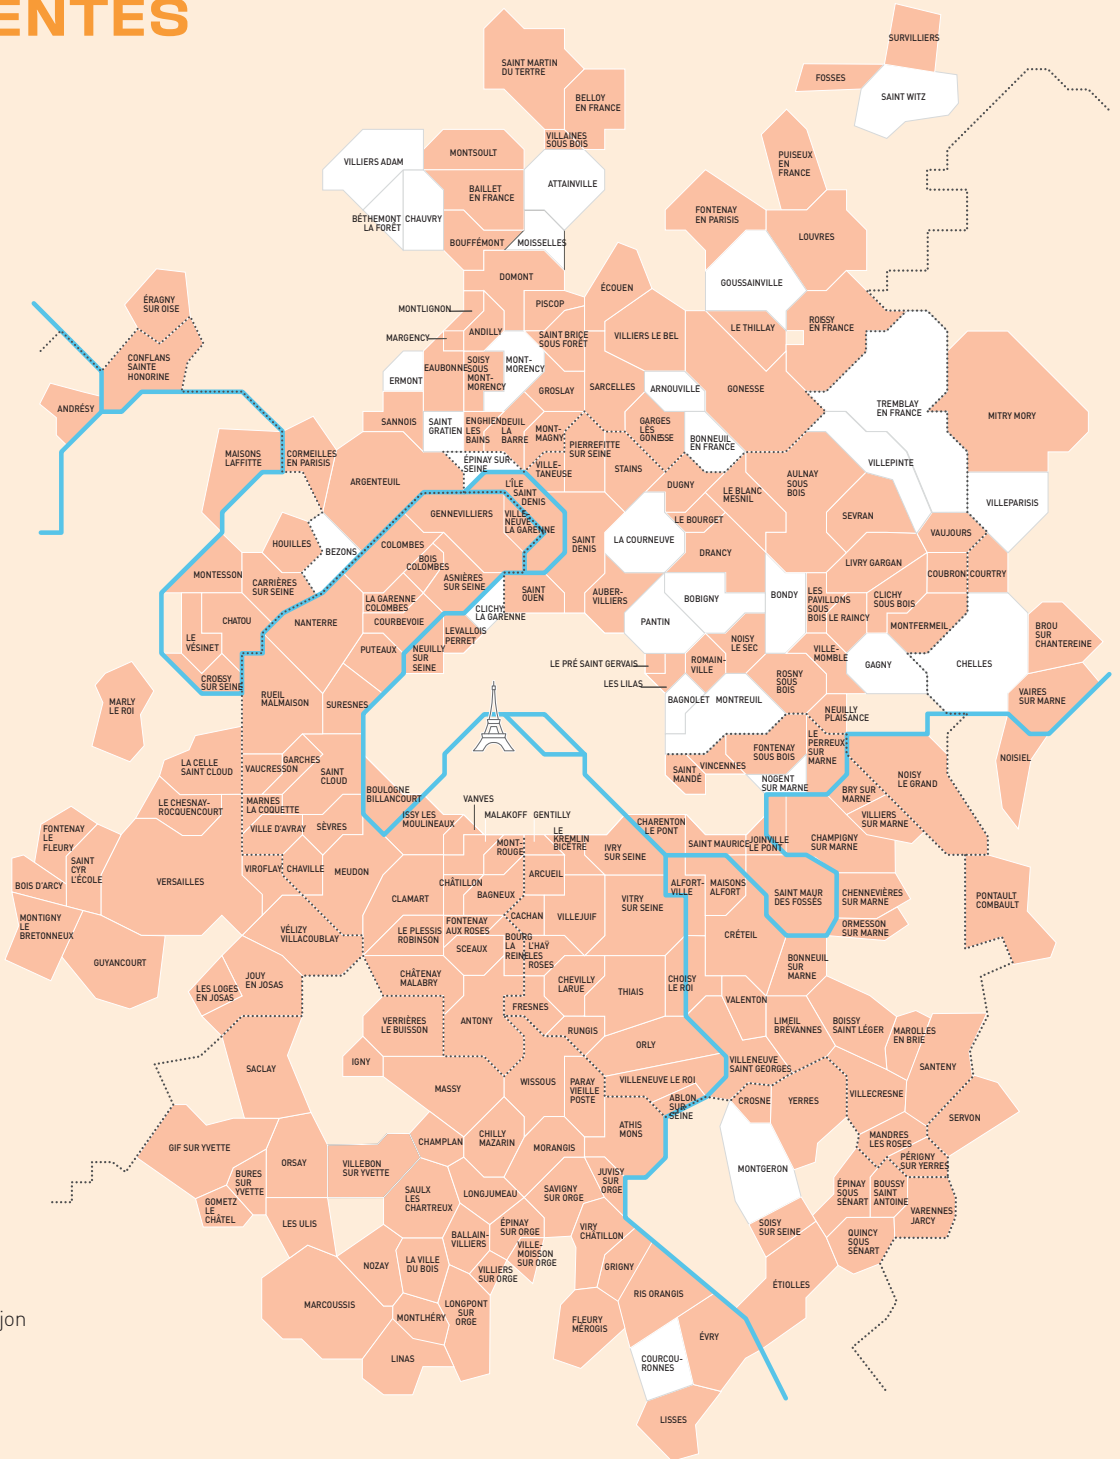 ENTES
SURVILLIERS
FOSSES
SAINT WITZ
SAINT MARTIN
DU TERTRE
BELLOY
EN FRANCE
VILLAINES
SOUS BOIS
VILLIERS ADAM
MONTSOULT
ATTAINVILLE
PUISEUX
EN
FRANCE
BAILLET
EN FRANCE
BÉTHEMONT
LA FORÊT
CHAUVRY
BOUFFÉMONT
MOISSELLES
FONTENAY
EN PARISIS
LOUVRES
DOMONT
GOUSSAINVILLE
ÉCOUEN
ÉRAGNY
SUR OISE
MONTLIGNON
PISCOP
ANDILLY
MARGENCY
SAINT BRICE
SOUS FORÊT
VILLIERS LE BEL
LE THILLAY
ROISSY
EN FRANCE
CONFLANS
SAINTE
HONORINE
EAUBONNE
SOISY
SOUS
MONT-
MORENCY
MONT-
MORENCY
ERMONT
GROSLAY
SARCELLES
ARNOUVILLE
GONESSE
ANDRÉSY
TREMBLAY
EN FRANCE
MITRY MORY
SANNOIS
SAINT
GRATIEN
ENGHIEN
LES
BAINS
DEUIL
LA
BARRE
MONT-
MAGNY
GARGES
LÈS
GONESSE
BONNEUIL
EN FRANCE
PIERREFITTE
SUR SEINE
MAISONS
LAFFITTE
CORMEILLES
EN PARISIS
ÉPINAY SUR
SEINE
VILLE-
TANEUSE
STAINS
VILLEPINTE
ARGENTEUIL
L'ÎLE
SAINT
DENIS
DUGNY
LE BLANC
MESNIL
AULNAY
SOUS
BOIS
VILLEPARISIS
GENNEVILLIERS
VILLE-
NEUVE
LA GARENNE
LE BOURGET
SEVRAN
VAUJOURS
HOUILLES
BEZONS
COLOMBES
SAINT
DENIS
LA COURNEUVE
DRANCY
BOIS
COLOMBES
LIVRY GARGAN
MONTESSON
CARRIÈRES
SUR SEINE
ASNIÈRES
SUR SEINE
SAINT
OUEN
AUBER-
VILLIERS
BOBIGNY
BONDY
LES
PAVILLONS
SOUS
BOIS
COUBRON
COURTRY
CLICHY
SOUS BOIS
LA GARENNE
COLOMBES
CLICHY
LA GARENNE
CHATOU
NANTERRE
COURBEVOIE
PANTIN
LE RAINCY
MONTFERMEIL
LE
VÉSINET
LEVALLOIS
PERRET
NOISY
LE SEC
BROU
SUR
CHANTEREINE
PUTEAUX
NEUILLY
SUR
SEINE
LE PRÉ SAINT GERVAIS
ROMAIN-
VILLE
VILLE-
MOMBLE
GAGNY
CHELLES
CROISSY
SUR SEINE
LES LILAS
ROSNY
SOUS
BOIS
MARLY
LE ROI
RUEIL
MALMAISON
SURESNES
BAGNOLET
MONTREUIL
VAIRES
SUR MARNE
NEUILLY
PLAISANCE
LE
PERREUX
SUR
MARNE
FONTENAY
SOUS BOIS
NOISIEL
LA CELLE
SAINT CLOUD
VAUCRESSON
GARCHES
SAINT
CLOUD
SAINT
MANDÉ
VINCENNES
NOGENT
SUR MARNE
NOISY
LE GRAND
BRY SUR
MARNE
BOULOGNE
BILLANCOURT
VANVES
LE CHESNAY-
ROCQUENCOURT
MARNES
LA COQUETTE
ISSY LES
MOULINEAUX
MALAKOFF
GENTILLY
VILLIERS
SUR MARNE
FONTENAY
LE
FLEURY
VILLE D'AVRAY
SÈVRES
LE
KREMLIN
BICÊTRE
CHARENTON
LE PONT
SAINT MAURICE
JOINVILLE
LE PONT
CHAMPIGNY
SUR MARNE
MONT-
ROUGE
IVRY
SUR SEINE
SAINT
CYR
L'ÉCOLE
BOIS D'ARCY
VERSAILLES
VIROFLAY
CHAVILLE
MEUDON
CHÂTILLON
ARCUEIL
ALFORT-
VILLE
MAISONS
ALFORT
CLAMART
BAGNEUX
SAINT MAUR
DES FOSSÉS
CHENNEVIÈRES
SUR MARNE
PONTAULT
COMBAULT
VITRY
SUR SEINE
MONTIGNY
LE
BRETONNEUX
CACHAN
VILLEJUIF
FONTENAY
AUX ROSES
ORMESSON
SUR MARNE
VÉLIZY
VILLACOUBLAY
LE PLESSIS
ROBINSON
CRÉTEIL
BOURG
LA
REINE
L'HAŸ
LES
ROSES
SCEAUX
GUYANCOURT
BONNEUIL
SUR
MARNE
CHÂTENAY
MALABRY
CHEVILLY
LARUE
CHOISY
LE ROI
JOUY
EN JOSAS
LES LOGES
EN JOSAS
THIAIS
VALENTON
FRESNES
VERRIÈRES
LE BUISSON
ANTONY
RUNGIS
LIMEIL
BRÉVANNES
BOISSY
SAINT LÉGER
MAROLLES
EN BRIE
ORLY
IGNY
VILLENEUVE
SAINT GEORGES
SACLAY
SANTENY
MASSY
WISSOUS
PARAY
VIEILLE
POSTE
VILLENEUVE LE ROI
VILLECRESNE
ABLON
SUR
SEINE
CROSNE
YERRES
SERVON
ATHIS
MONS
MANDRES
LES ROSES
CHAMPLAN
CHILLY
MAZARIN
MORANGIS
GIF SUR YVETTE
PÉRIGNY
SUR YERRES
ORSAY
VILLEBON
SUR YVETTE
MONTGERON
BURES
SUR
YVETTE
JUVISY
SUR
ORGE
ÉPINAY
SOUS
SÉNART
BOUSSY
SAINT
ANTOINE
SAULX
LES
CHARTREUX
LONGJUMEAU
SAVIGNY
SUR ORGE
GOMETZ
LE
CHÂTEL
VARENNES
JARCY
LES ULIS
ÉPINAY
SUR ORGE
VIRY
CHÂTILLON
SOISY
SUR SEINE
QUINCY
SOUS
SÉNART
BALLAIN-
VILLIERS
VILLE-
MOISSON
SUR ORGE
NOZAY
LA VILLE
DU BOIS
VILLIERS
SUR ORGE
GRIGNY
ÉTIOLLES
RIS ORANGIS
MARCOUSSIS
LONGPONT
SUR
ORGE
MONTLHÉRY
FLEURY
MÉROGIS
jon
ÉVRY
LINAS
COURCOU-
RONNES
LISSES